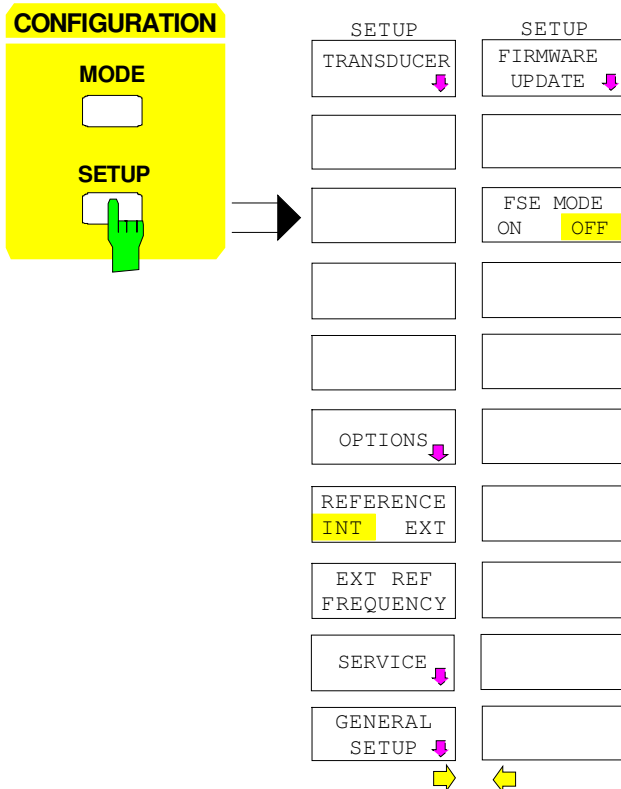 CONFIGURATION
MODE
SETUP
SETUP
TRANSDUCER
OPTIONS
REFERENCE
INT EXT
EXT REF
FREQUENCY
SERVICE
GENERAL
SETUP
SETUP
FIRMWARE
UPDATE
FSE MODE
ON OFF